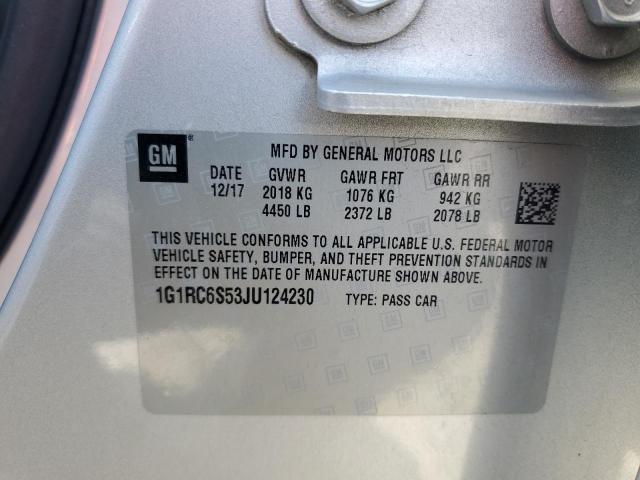 GM
MFD BY GENERAL MOTORS LLC
DATE GVWR GAWR FRT GAWR RR
12/17 2018 KG 1076 KG 942 KG
4450 LB 2372 LB 2078 LB
THIS VEHICLE CONFORMS TO ALL APPLICABLE U.S. FEDERAL MOTOR
VEHICLE SAFETY, BUMPER, AND THEFT PREVENTION STANDARDS IN
EFFECT ON THE DATE OF MANUFACTURE SHOWN ABOVE.
1G1RC6S53JU124230 TYPE: PASS CAR